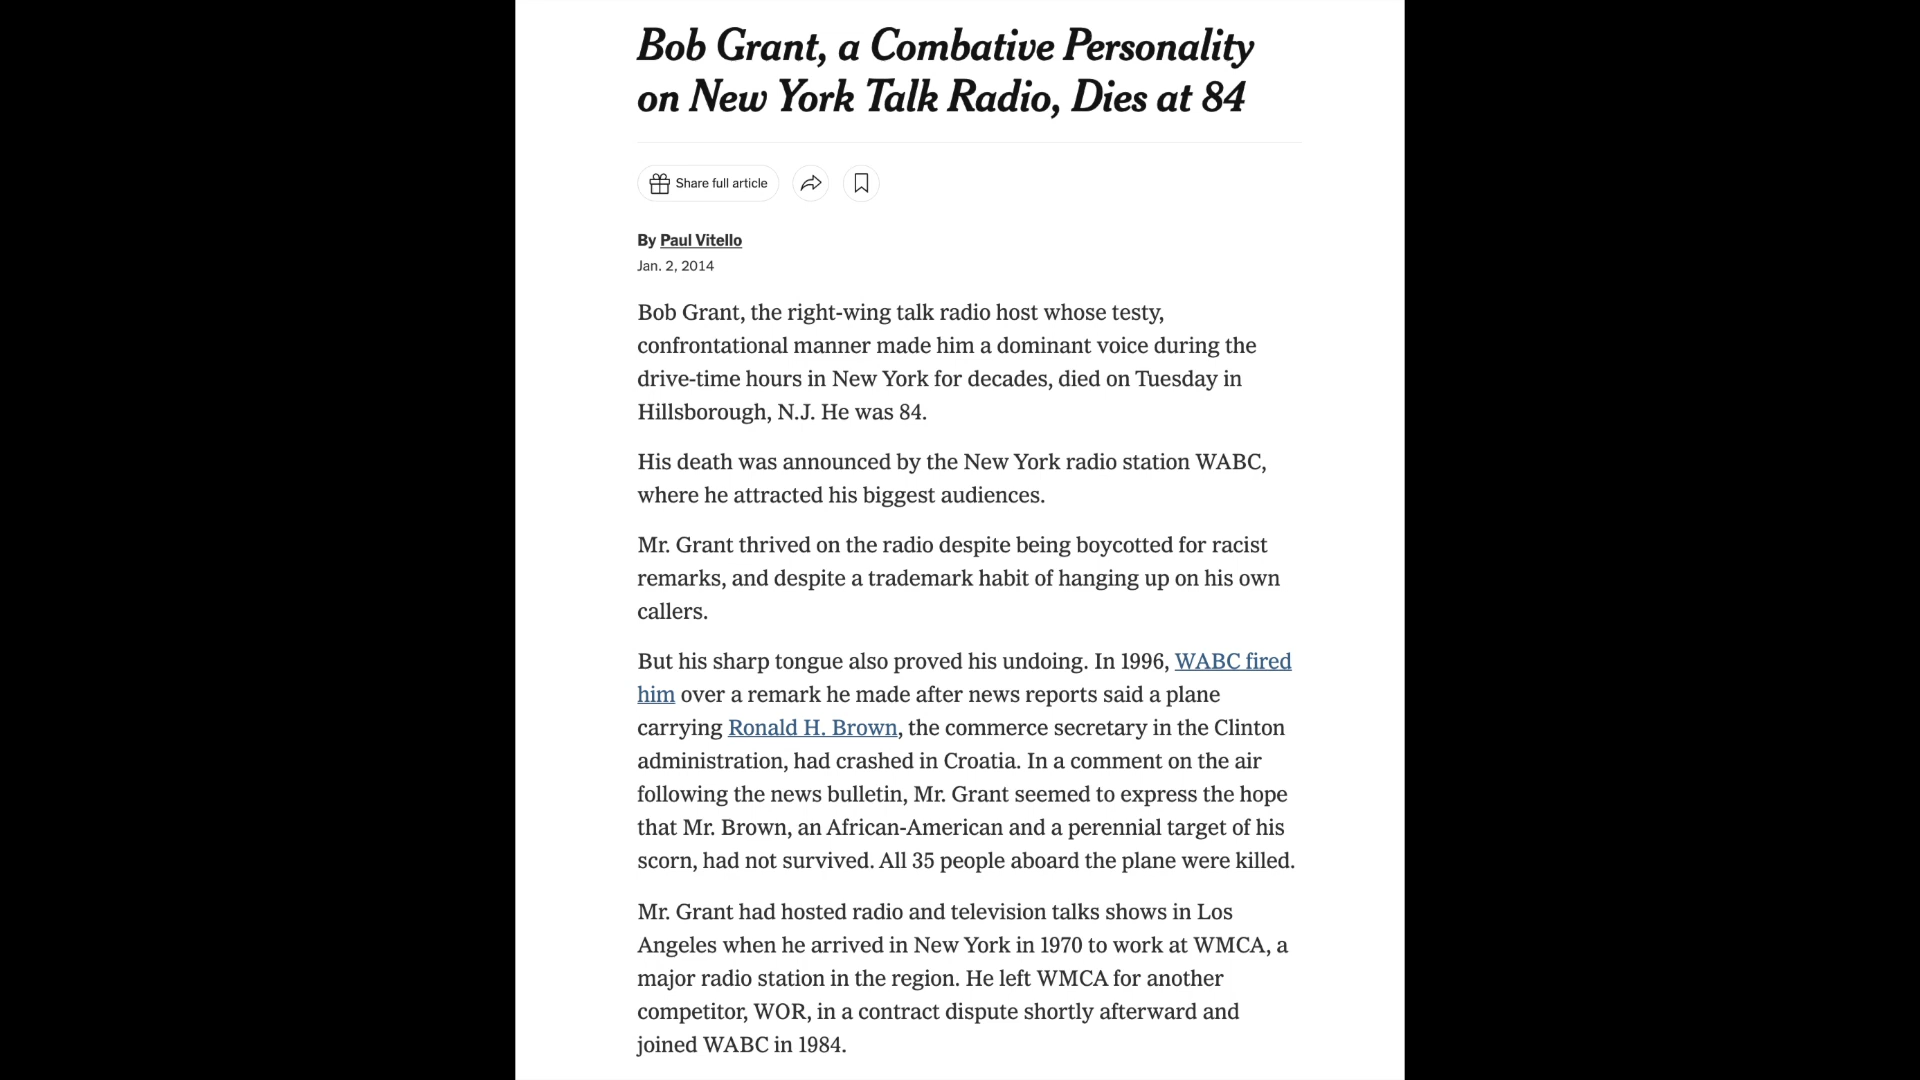 Bob Grant, a Combative Personality
on New York Talk Radio, Dies at 84
Share full article
By Paul Vitello
Jan. 2, 2014
Bob Grant, the right-wing talk radio host whose testy,
confrontational manner made him a dominant voice during the
drive-time hours in New York for decades, died on Tuesday in
Hillsborough, N.J. He was 84.
His death was announced by the New York radio station WABC,
where he attracted his biggest audiences.
Mr. Grant thrived on the radio despite being boycotted for racist
remarks, and despite a trademark habit of hanging up on his own
callers.
But his sharp tongue also proved his undoing. In 1996, WABC fired
him over a remark he made after news reports said a plane
carrying Ronald H. Brown, the commerce secretary in the Clinton
administration, had crashed in Croatia. In a comment on the air
following the news bulletin, Mr. Grant seemed to express the hope
that Mr. Brown, an African-American and a perennial target of his
scorn, had not survived. All 35 people aboard the plane were killed.
Mr. Grant had hosted radio and television talks shows in Los
Angeles when he arrived in New York in 1970 to work at WMCA, a
major radio station in the region. He left WMCA for another
competitor, WOR, in a contract dispute shortly afterward and
joined WABC in 1984.